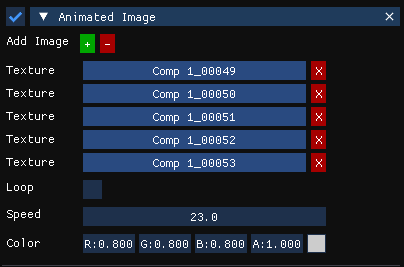 Animated Image
Add Image + -
Texture Comp 1_00049 X
Texture Comp 1_00050 X
Texture Comp 1_00051 X
Texture Comp 1_00052 X
Texture Comp 1_00053 X
Loop
Speed 23.0
Color R:0.800 G:0.800 B:0.800 A:1.000